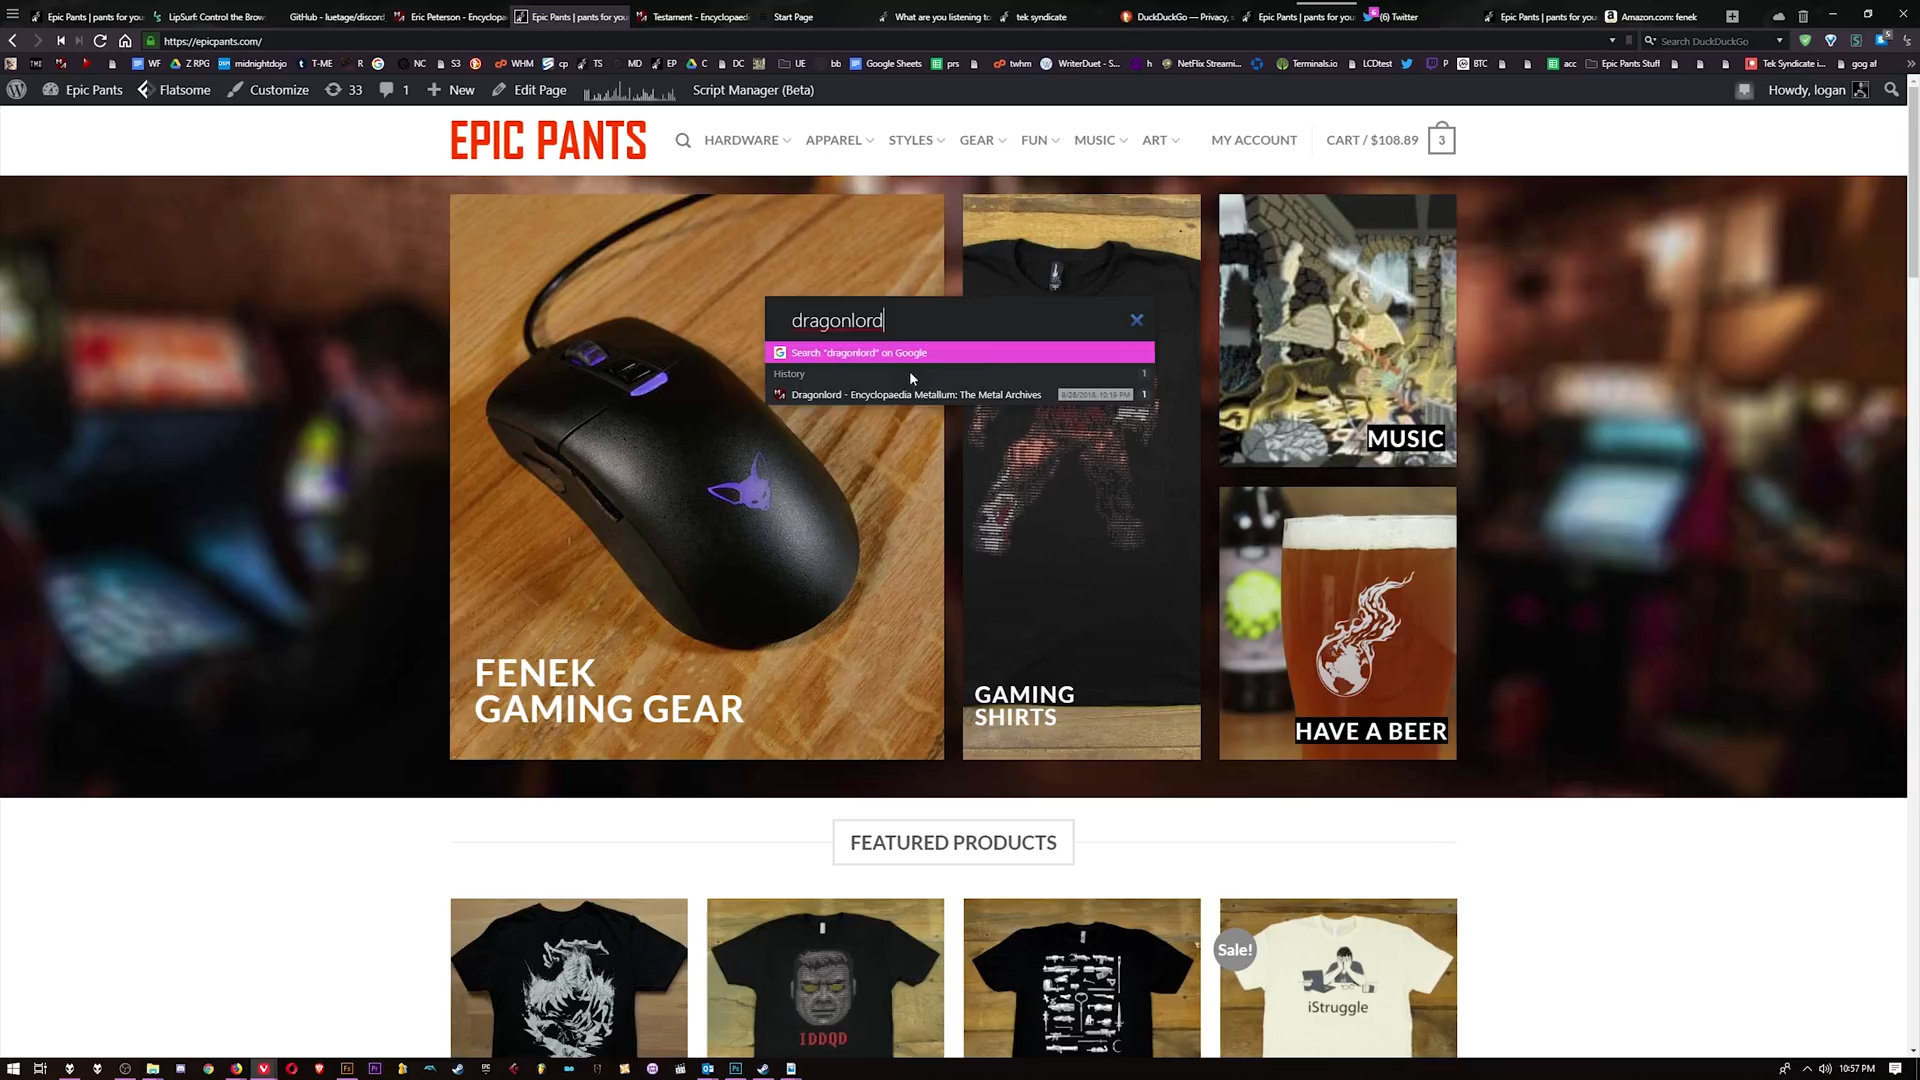 Epic Pants | pants for you
LipSurf: Control the Brow
GitHub - luetage/discord
Eric Peterson - Encyclopa
Epic Pants | pants for you
Testament - Encyclopaedi
Start Page
What are you listening to
tek syndicate
DuckDuckGo — Privacy, s
Epic Pants | pants for you
(6) Twitter
Epic Pants | pants for you
Amazon.com: fenek
https://epicpants.com/
Search DuckDuckGo
WF
Z RPG
midnightdojo
T-ME
R
NC
S3
WHM
cp
TS
MD
EP
C
DC
UE
bb
Google Sheets
prs
twhm
WriterDuet - S...
h
NetFlix Streami...
Terminals.io
LCDtest
P
BTC
acc
Epic Pants Stuff
Tek Syndicate i...
gog af
Epic Pants
Flatsome
Customize
33
1
New
Edit Page
Script Manager (Beta)
Howdy, logan
EPIC PANTS
HARDWARE
APPAREL
STYLES
GEAR
FUN
MUSIC
ART
MY ACCOUNT
CART / $108.89
3
dragonlord
Search "dragonlord" on Google
History
1
Dragonlord - Encyclopaedia Metallum: The Metal Archives
9/26/2018, 10:19 PM
1
MUSIC
FENEK
GAMING GEAR
GAMING
SHIRTS
HAVE A BEER
FEATURED PRODUCTS
Sale!
IDDQD
iStruggle
10:57 PM